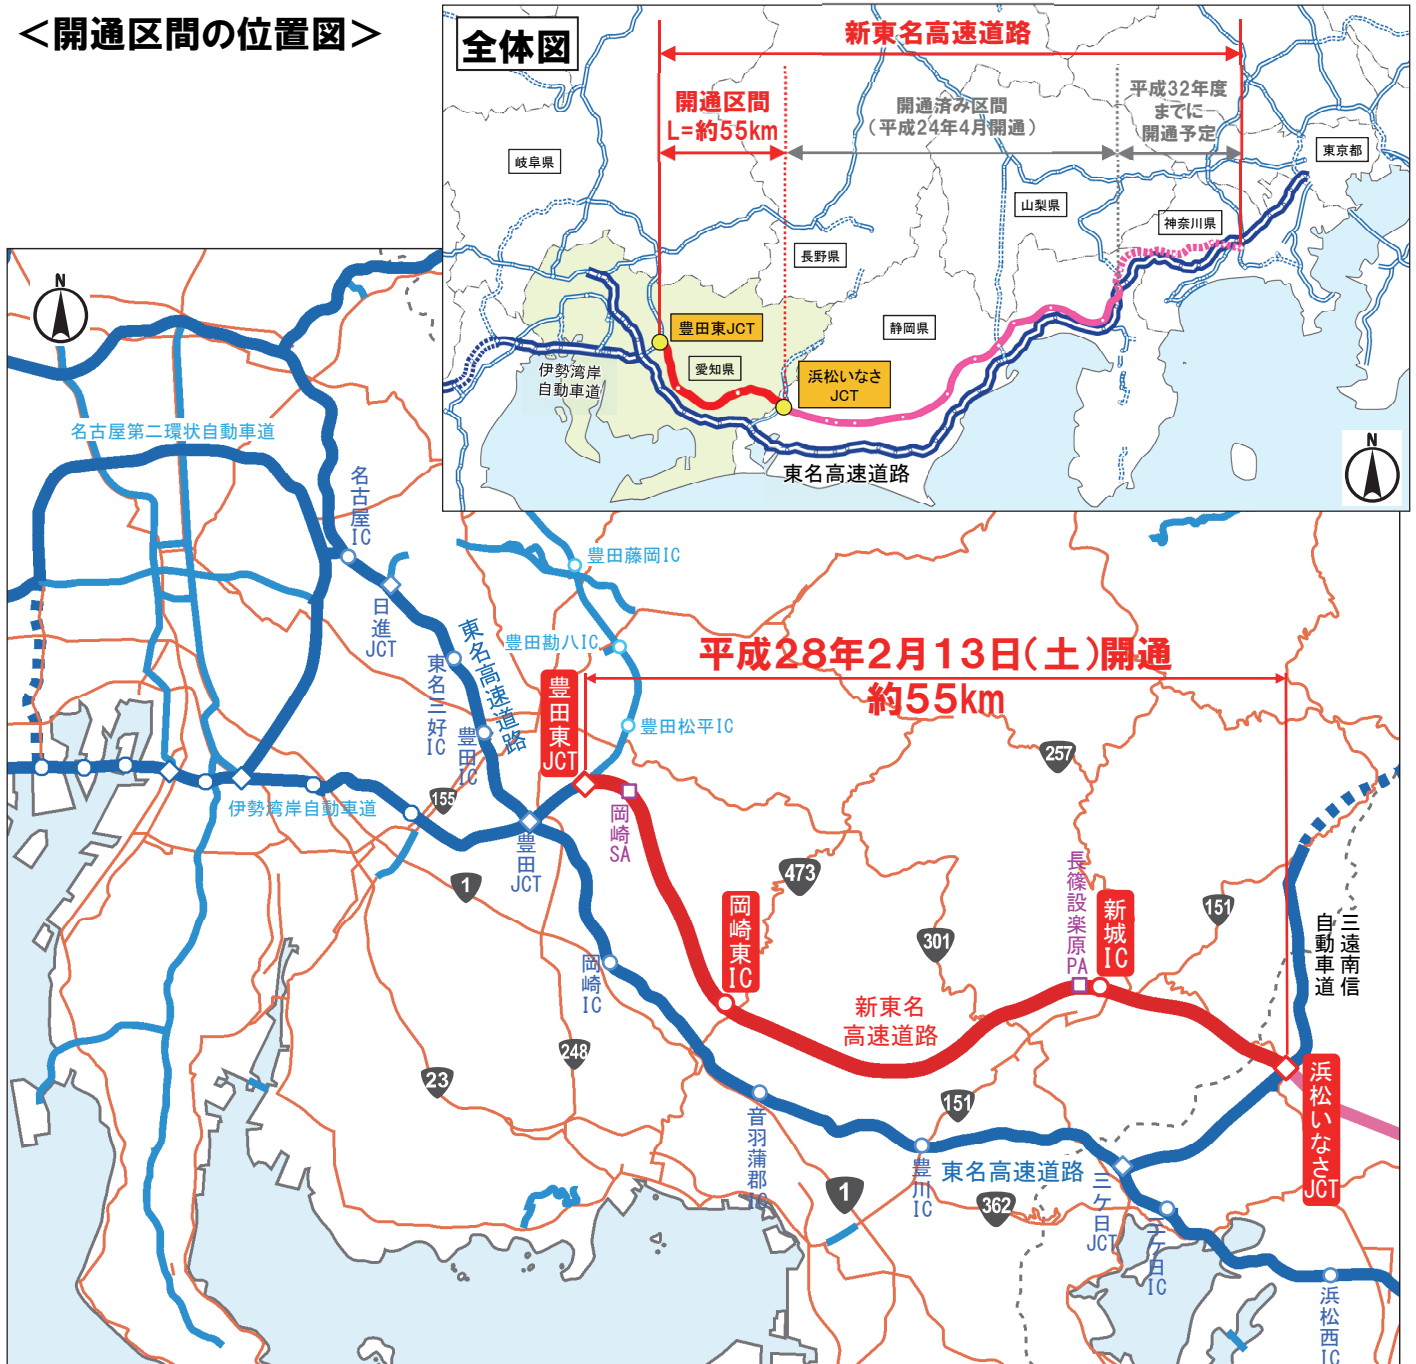 ＜開通区間の位置図＞
全体図
新東名高速道路
開通区間
L=約55km
開通済み区間
（平成24年4月開通）
平成32年度
までに
開通予定
岐阜県
東京都
山梨県
神奈川県
長野県
静岡県
豊田東JCT
愛知県
浜松いなさ
JCT
伊勢湾岸
自動車道
東名高速道路
N
N
名古屋第二環状自動車道
名古屋IC
日進JCT
東名三好IC
東名高速道路
豊田IC
豊田藤岡IC
豊田勘八IC
豊田松平IC
豊田東JCT
平成28年2月13日（土）開通
約55km
伊勢湾岸自動車道
155
豊田JCT
岡崎SA
1
473
257
岡崎東IC
岡崎IC
301
長篠設楽原PA
新城IC
151
三遠南信
自動車道
新東名
高速道路
248
23
151
浜松いなさJCT
音羽蒲郡IC
豊川IC
東名高速道路
1
362
三ケ日JCT
三ケ日IC
浜松西IC